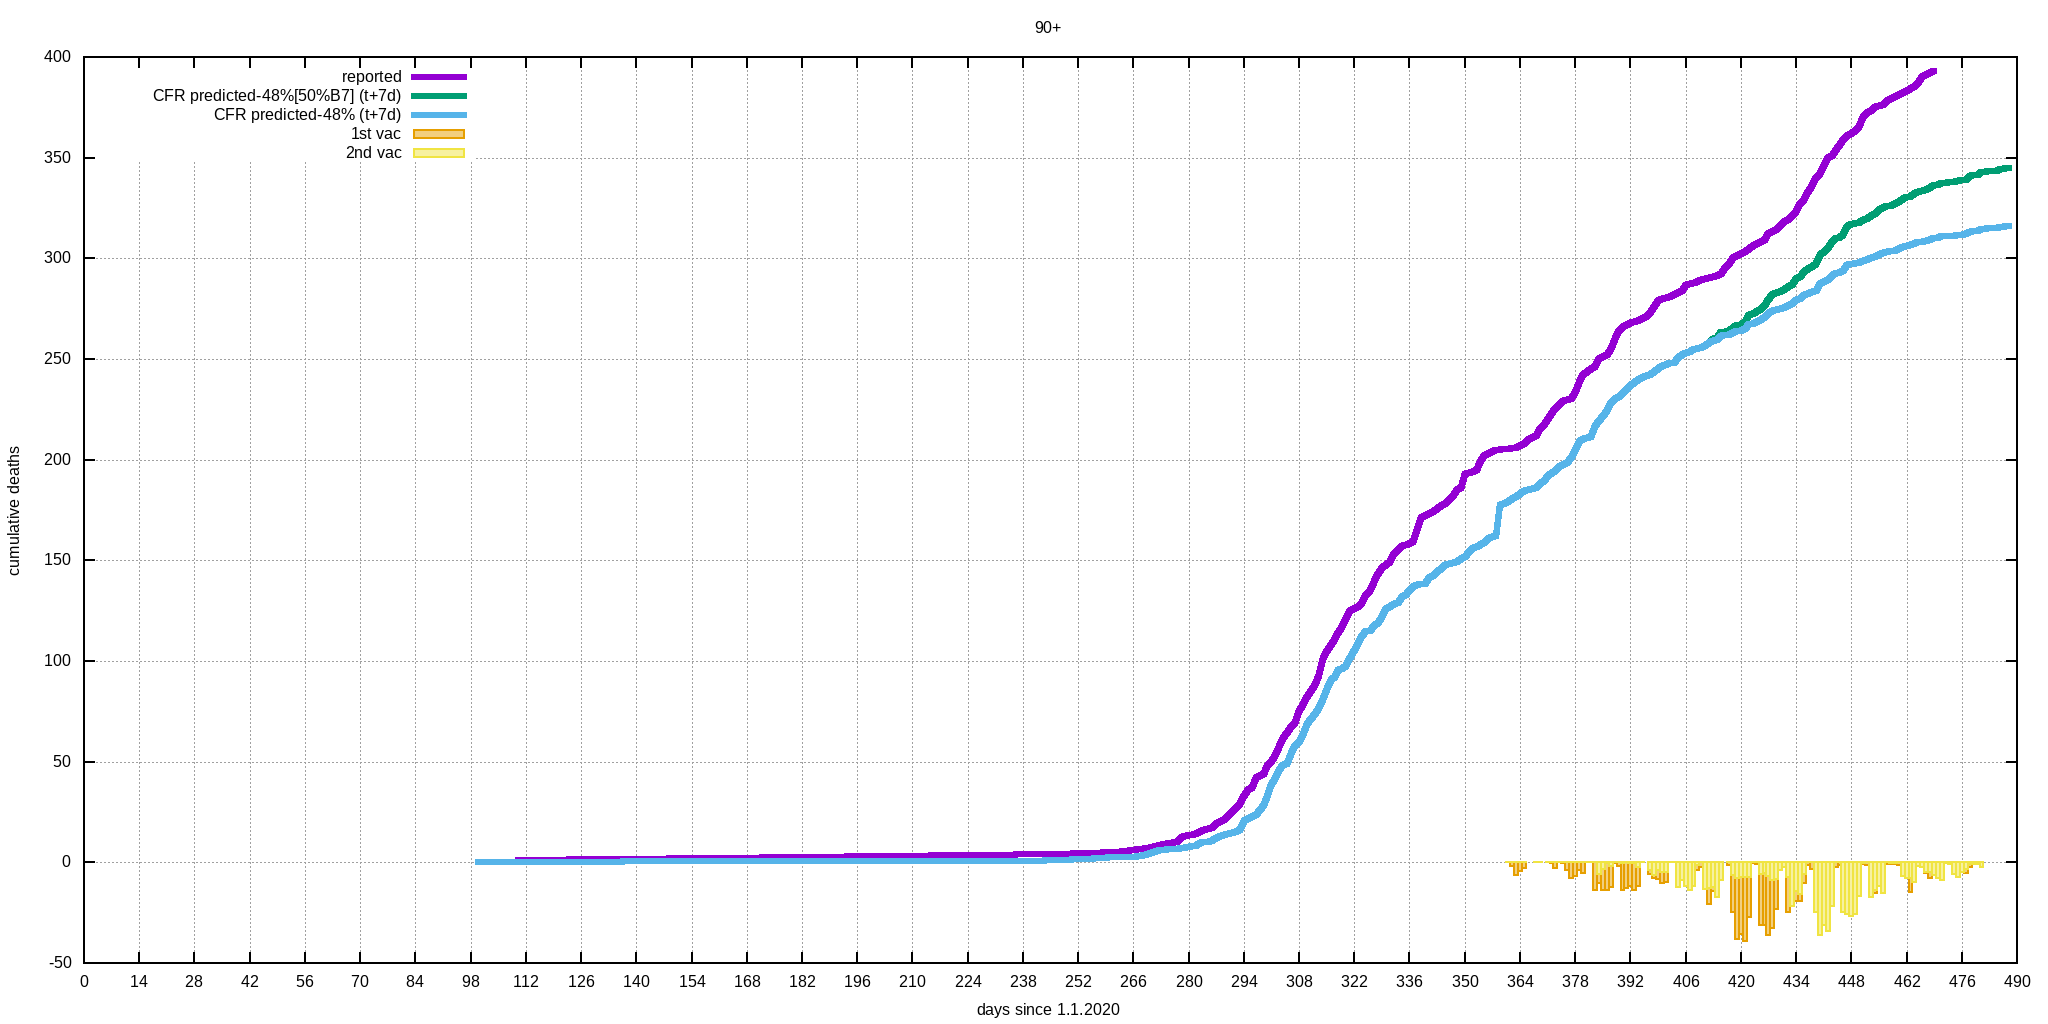 90+
400
350
300
250
200
150
100
50
0
-50
cumulative deaths
reported
CFR predicted-48%[50%B7] (t+7d)
CFR predicted-48% (t+7d)
1st vac
2nd vac
0 14 28 42 56 70 84 98 112 126 140 154 168 182 196 210 224 238 252 266 280 294 308 322 336 350 364 378 392 406 420 434 448 462 476 490
days since 1.1.2020